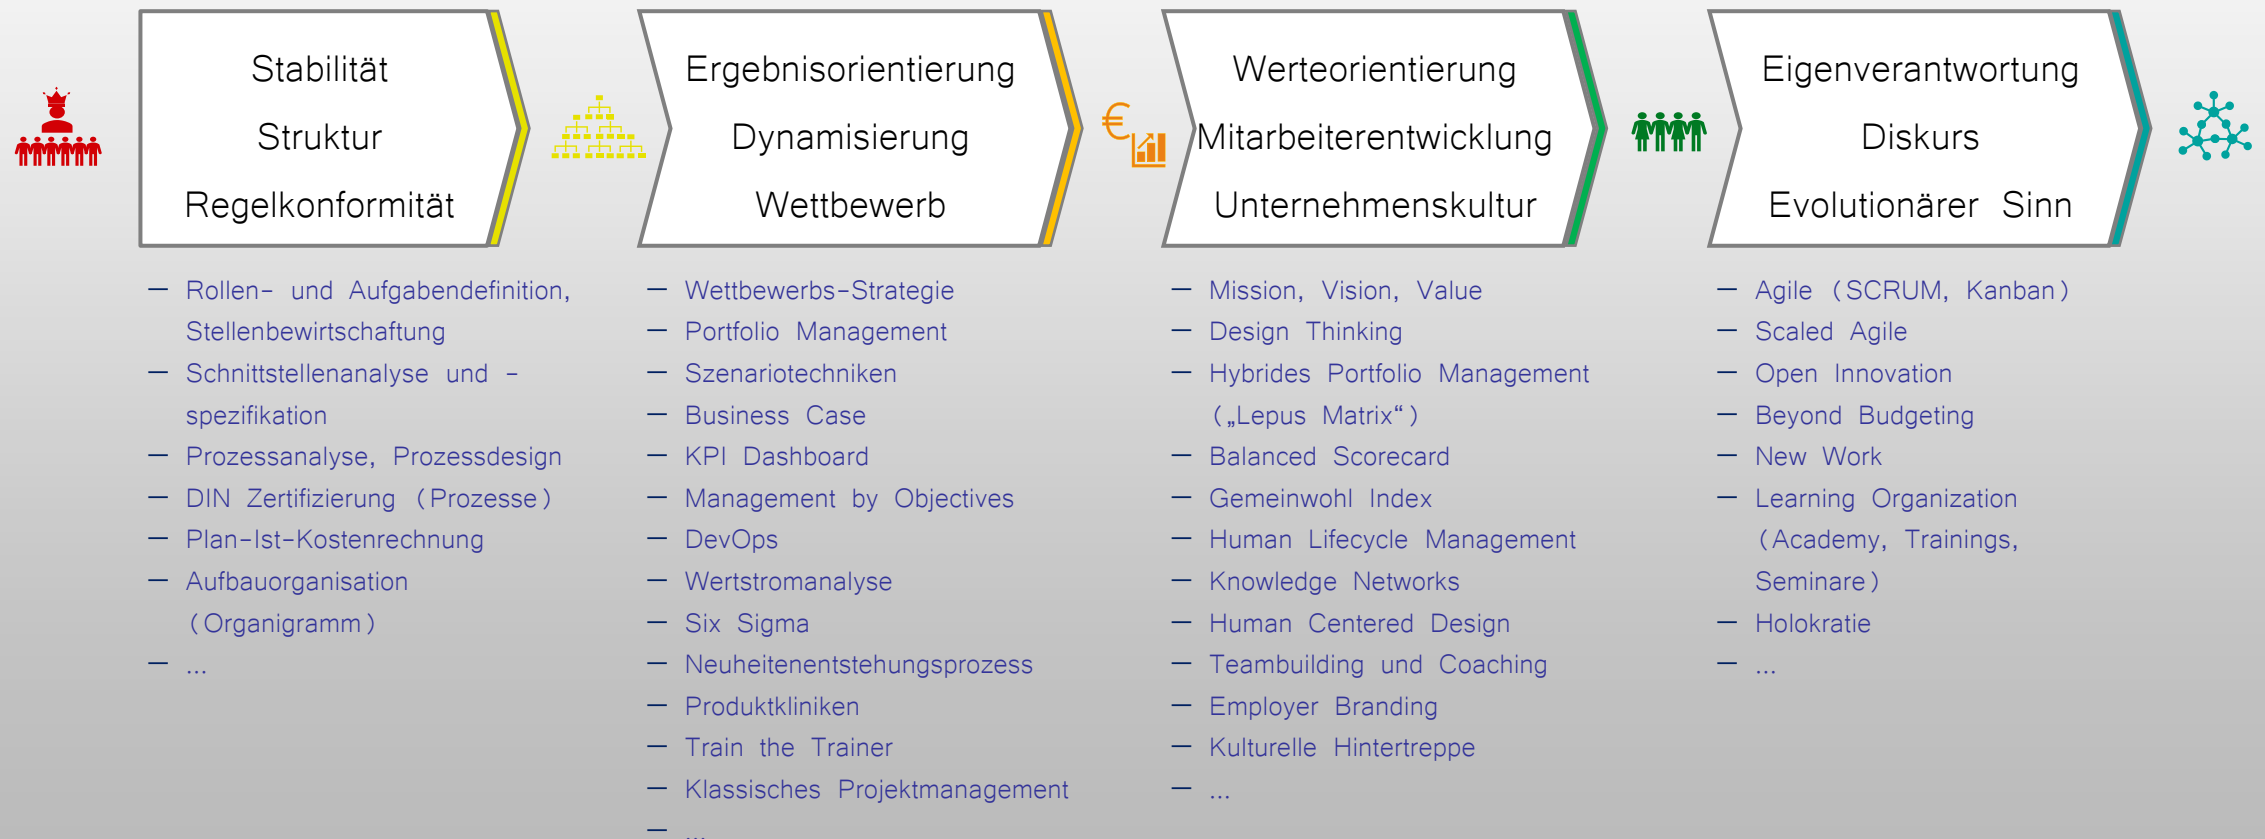 Stabilität
Struktur
Regelkonformität
— Rollen- und Aufgabendefinition,
Stellenbewirtschaftung
— Schnittstellenanalyse und -
spezifikation
— Prozessanalyse, Prozessdesign
— DIN Zertifizierung (Prozesse)
— Plan-Ist-Kostenrechnung
— Aufbauorganisation
(Organigramm)
— ...
Ergebnisorientierung
Dynamisierung
Wettbewerb
— Wettbewerbs-Strategie
— Portfolio Management
— Szenariotechniken
— Business Case
— KPI Dashboard
— Management by Objectives
— DevOps
— Wertstromanalyse
— Six Sigma
— Neuheitenentstehungsprozess
— Produktkliniken
— Train the Trainer
— Klassisches Projektmanagement
— ...
€
Werteorientierung
Mitarbeiterentwicklung
Unternehmenskultur
— Mission, Vision, Value
— Design Thinking
— Hybrides Portfolio Management
(„Lepus Matrix“)
— Balanced Scorecard
— Gemeinwohl Index
— Human Lifecycle Management
— Knowledge Networks
— Human Centered Design
— Teambuilding und Coaching
— Employer Branding
— Kulturelle Hintertreppe
— ...
Eigenverantwortung
Diskurs
Evolutionärer Sinn
— Agile (SCRUM, Kanban)
— Scaled Agile
— Open Innovation
— Beyond Budgeting
— New Work
— Learning Organization
(Academy, Trainings,
Seminare)
— Holokratie
— ...